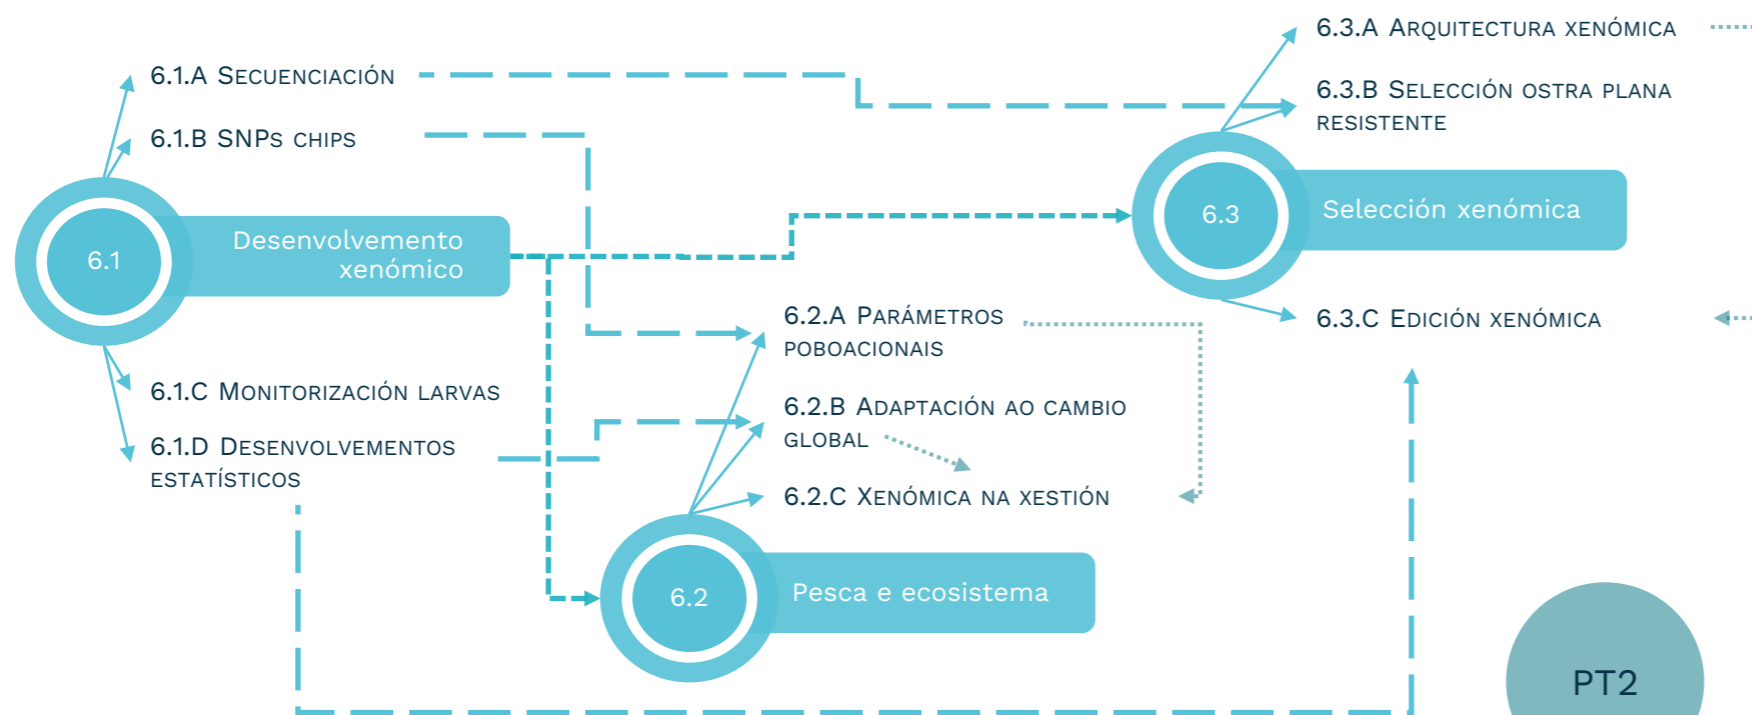 6.1.A Secuenciación
6.1.B SNPs chips
6.1
Desenvolvemento
xenómico
6.1.C Monitorización larvas
6.1.D Desenvolvementos
estatísticos
6.2.A Parámetros
poboacionais
6.2.B Adaptación ao cambio
global
6.2.C Xenómica na xestión
6.2
Pesca e ecosistema
6.3.A Arquitectura xenómica
6.3.B Selección ostra plana
resistente
6.3
Selección xenómica
6.3.C Edición xenómica
PT2